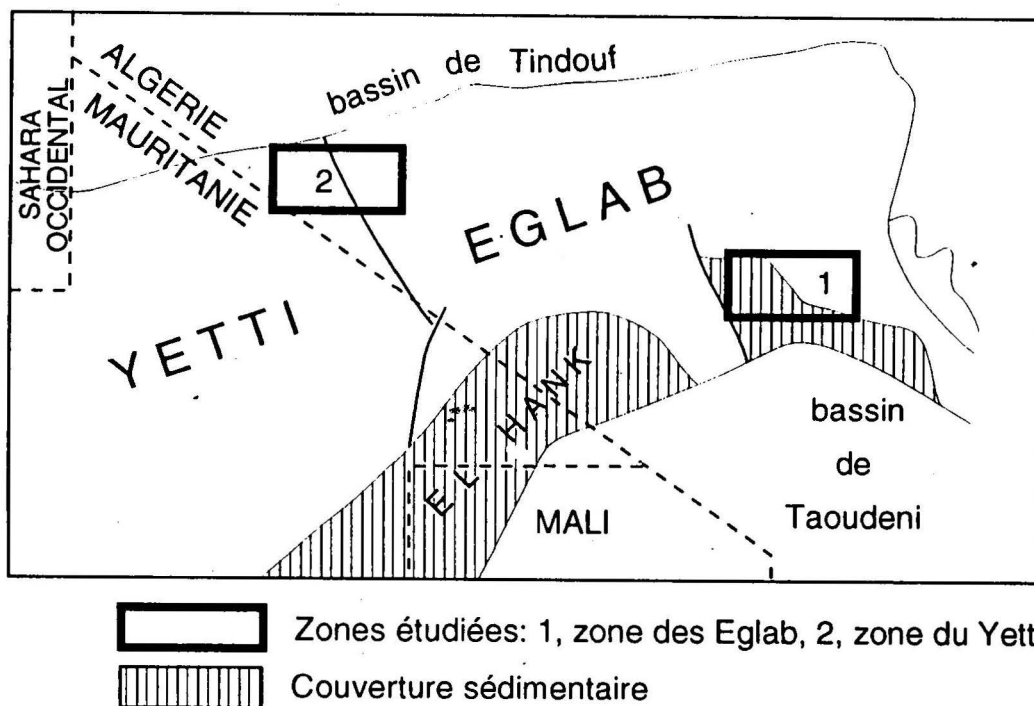 bassin de Tindouf
ALGERIE
MAURITANIE
SAHARA
OCCIDENTAL
2
EGLAB
1
YETTI
EL HANK
bassin
de
Taoudeni
MALI
Zones étudiées: 1, zone des Eglab, 2, zone du Yett
Couverture sédimentaire